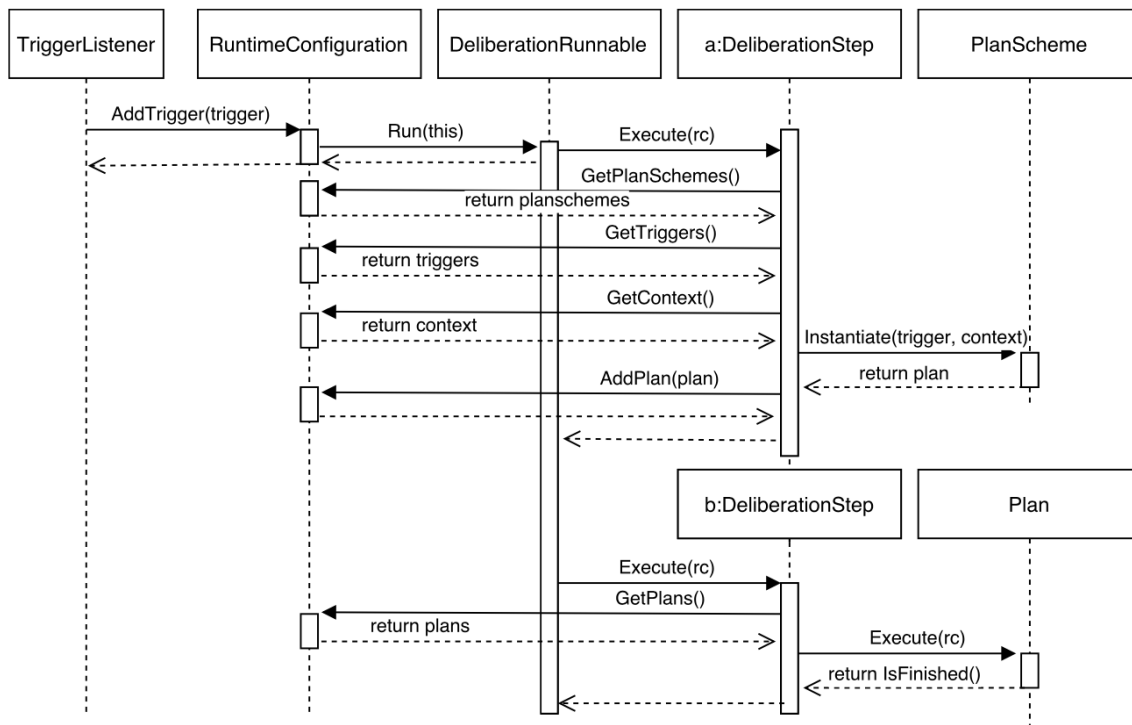 TriggerListener
RuntimeConfiguration
DeliberationRunnable
a:DeliberationStep
PlanScheme
AddTrigger(trigger)
Run(this)
Execute(rc)
GetPlanSchemes()
return planschemes
GetTriggers()
return triggers
GetContext()
return context
Instantiate(trigger, context)
return plan
AddPlan(plan)
b:DeliberationStep
Plan
Execute(rc)
GetPlans()
return plans
Execute(rc)
return IsFinished()